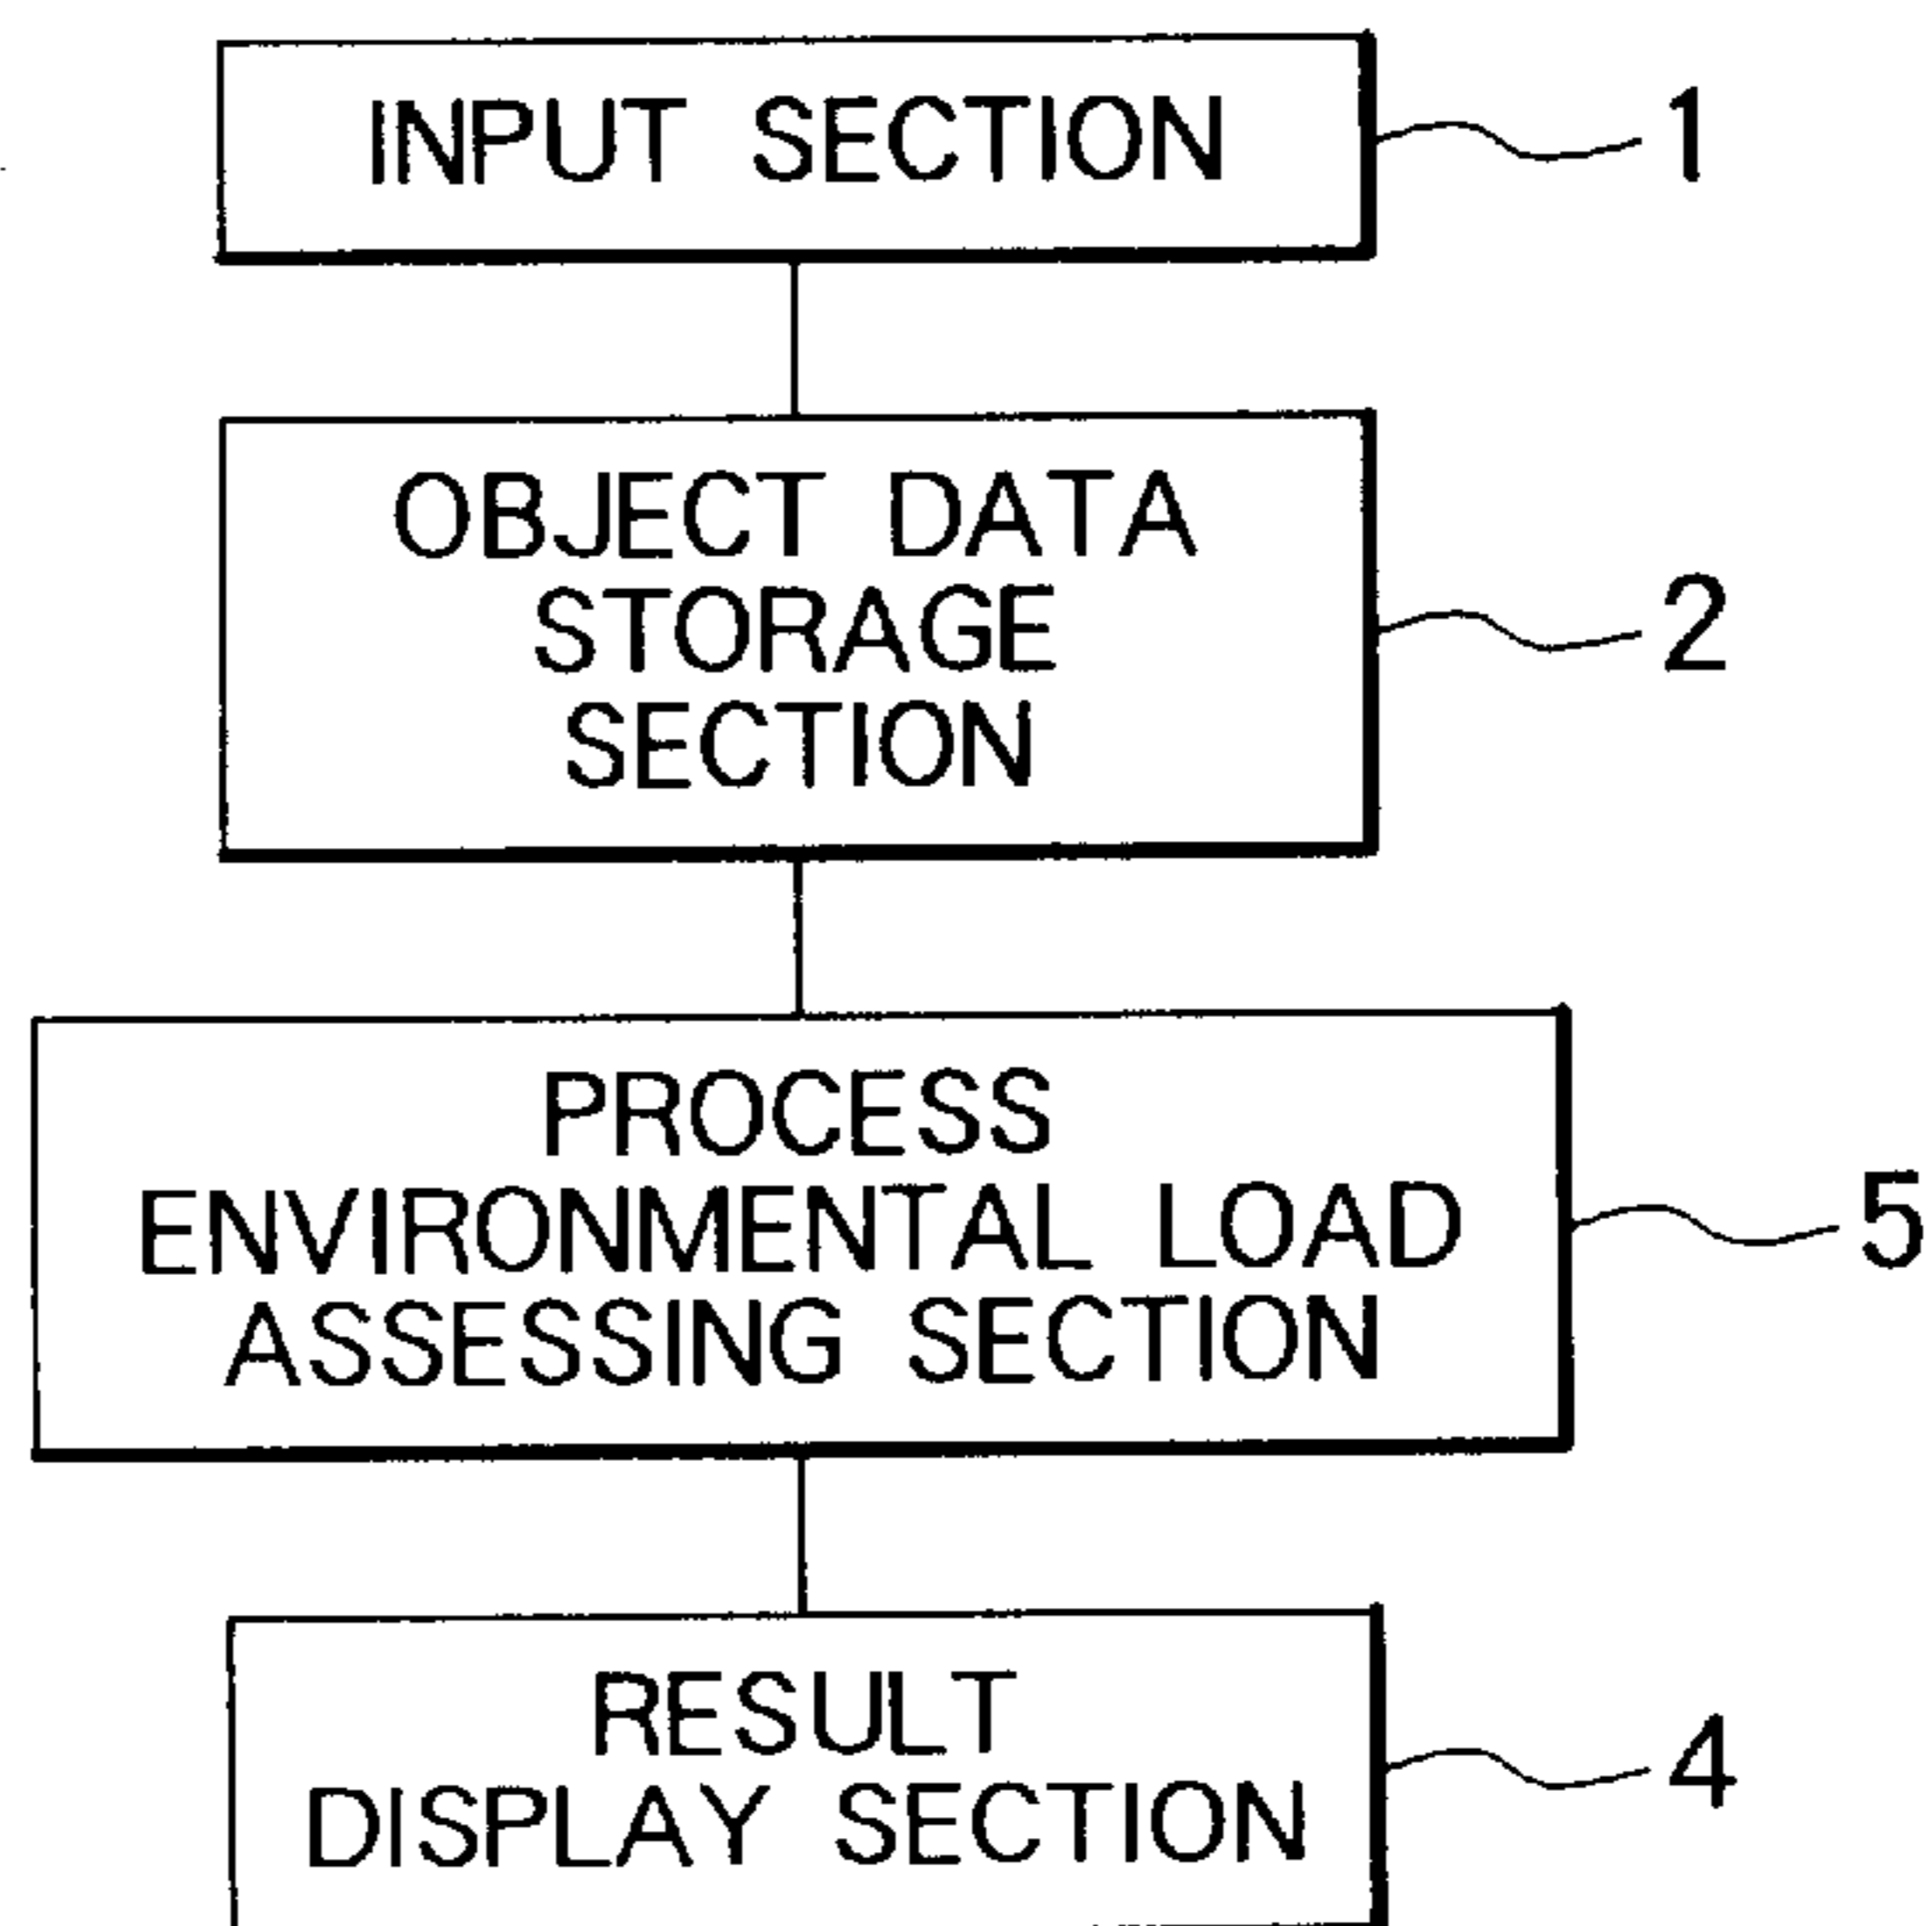 INPUT SECTION
1
OBJECT DATA
STORAGE
SECTION
2
PROCESS
ENVIRONMENTAL LOAD
ASSESSING SECTION
5
RESULT
DISPLAY SECTION
4